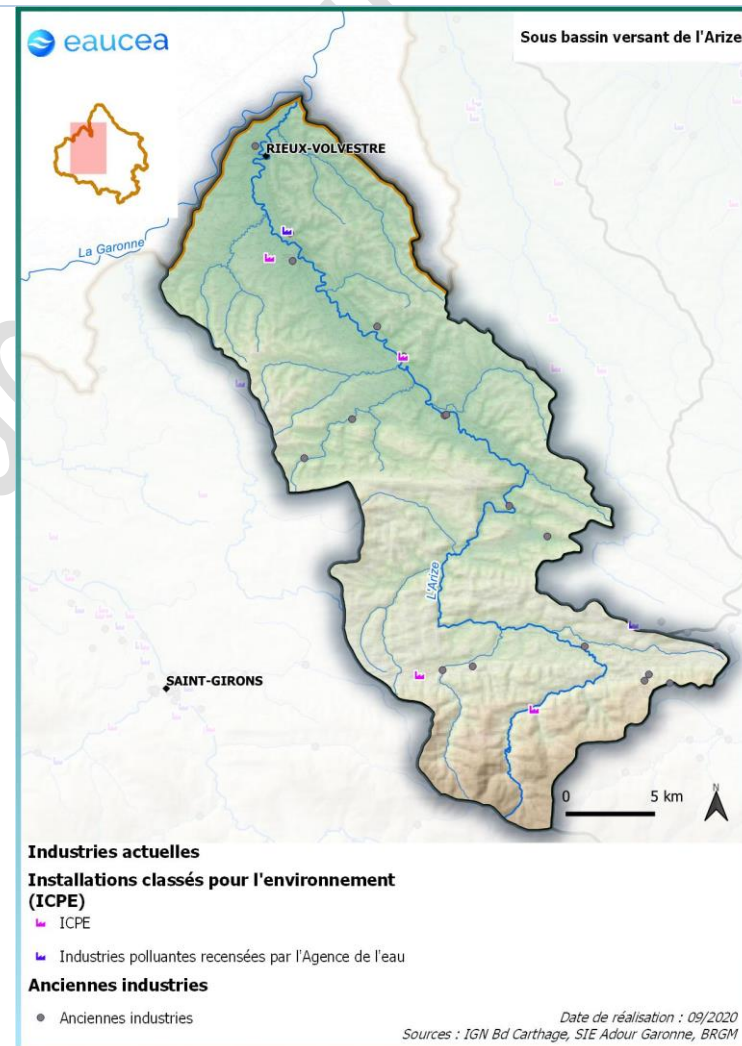 eaucea
Sous bassin versant de l'Arize
RIEUX-VOLVESTRE
La Garonne
L'Arize
SAINT-GIRONS
N
0 5 km
Industries actuelles
Installations classés pour l'environnement
(ICPE)
ICPE
Industries polluantes recensées par l'Agence de l'eau
Anciennes industries
Anciennes industries
Date de réalisation : 09/2020
Sources : IGN Bd Carthage, SIE Adour Garonne, BRGM